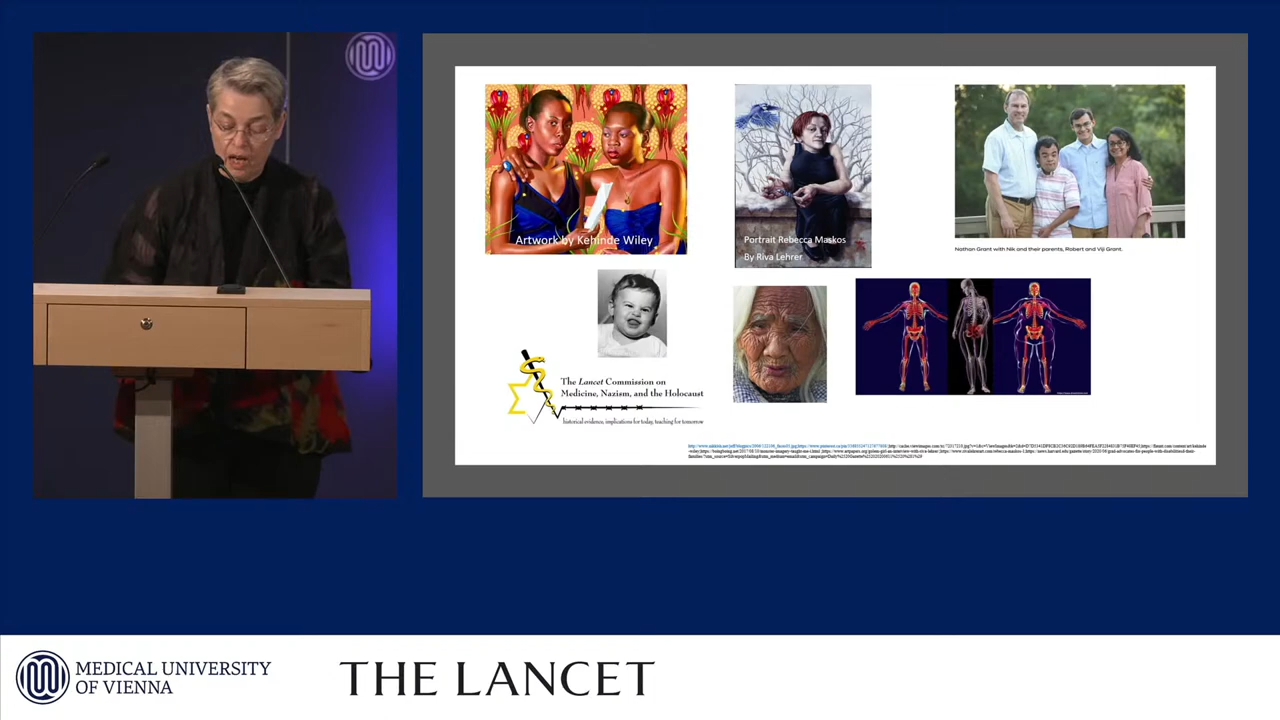 Artwork by Kehinde Wiley
Portrait Rebecca Maskos
By Riva Lehrer
Nathan Grant with Nik and their parents, Robert and Viji Grant.
The Lancet Commission on
Medicine, Nazism, and the Holocaust
historical evidence, implications for today, teaching for tomorrow
MEDICAL UNIVERSITY
OF VIENNA
THE LANCET